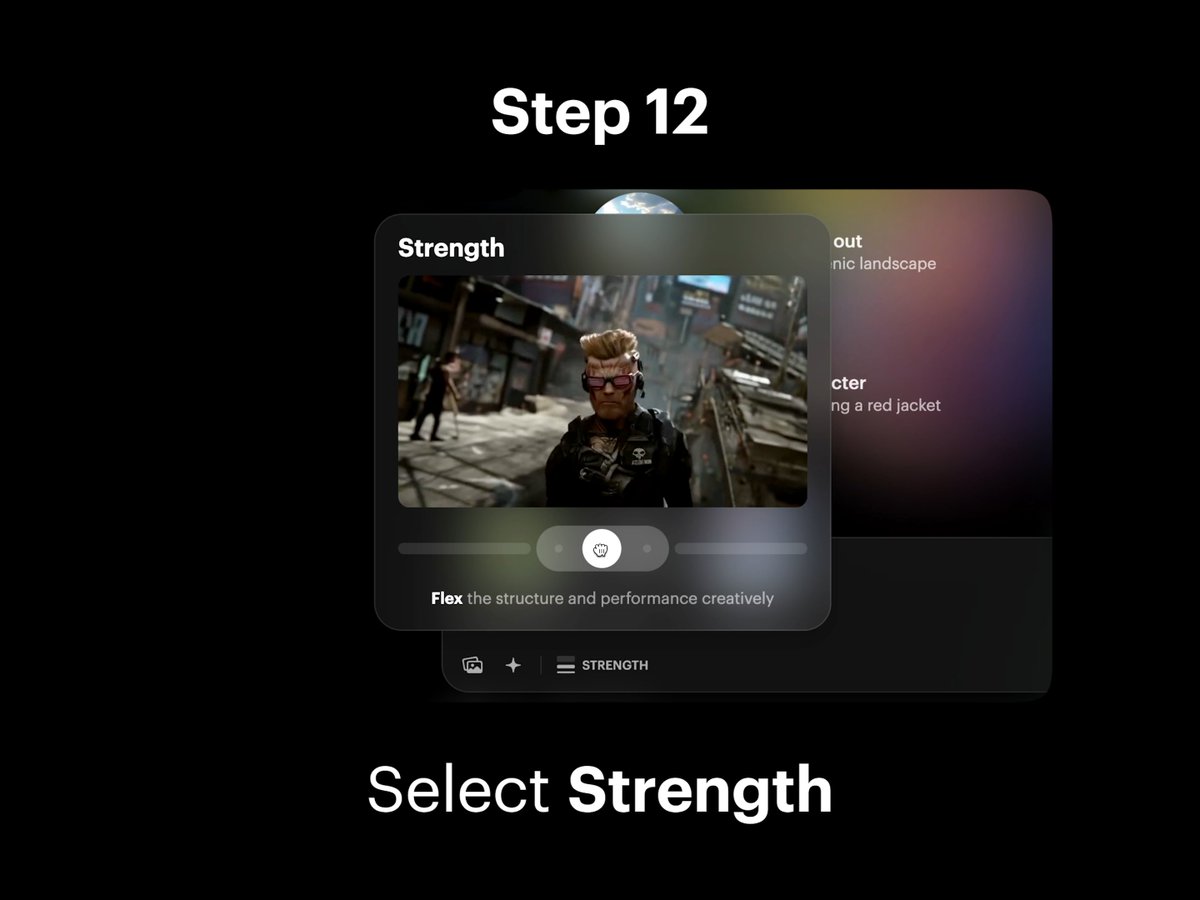 Step 12
Strength
out
enic landscape
cter
ng a red jacket
Flex the structure and performance creatively
STRENGTH
Select Strength